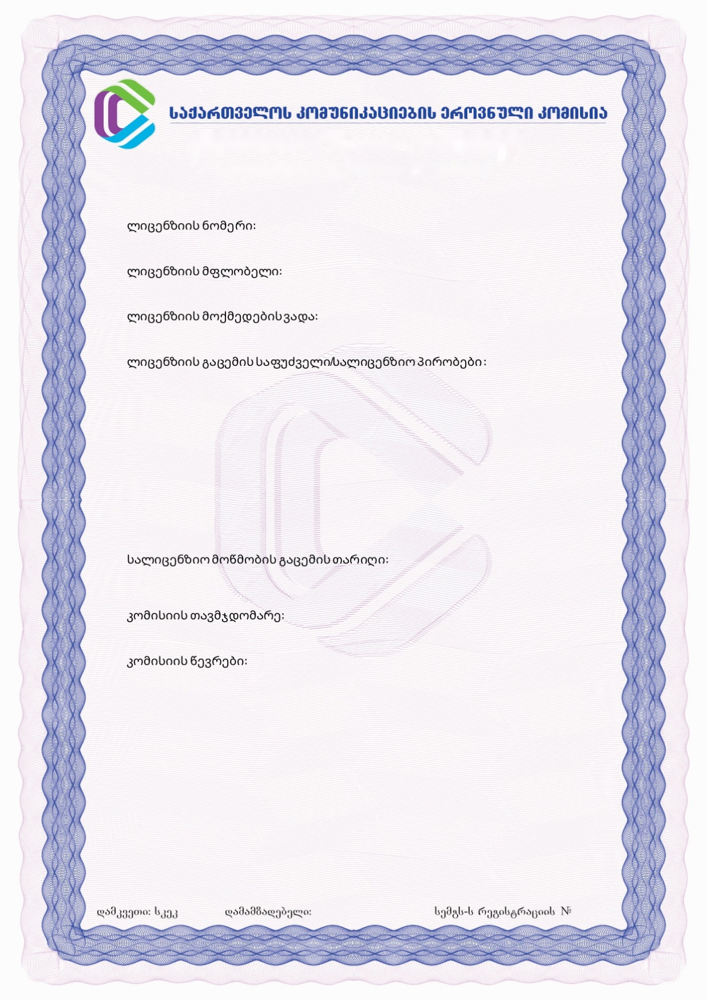 საქართველოს კომუნიკაციების ეროვნული კომისია
ლიცენზიის ნომერი:
ლიცენზიის მფლობელი:
ლიცენზიის მოქმედების ვადა:
ლიცენზიის გაცემის საფუძველი/სალიცენზიო პირობები :
სალიცენზიო მოწმობის გაცემის თარიღი:
კომისიის თავმჯდომარე:
კომისიის წევრები:
დამკვეთი: სკეკ დამამზადებელი: სემგს-ს რეგისტრაციის №